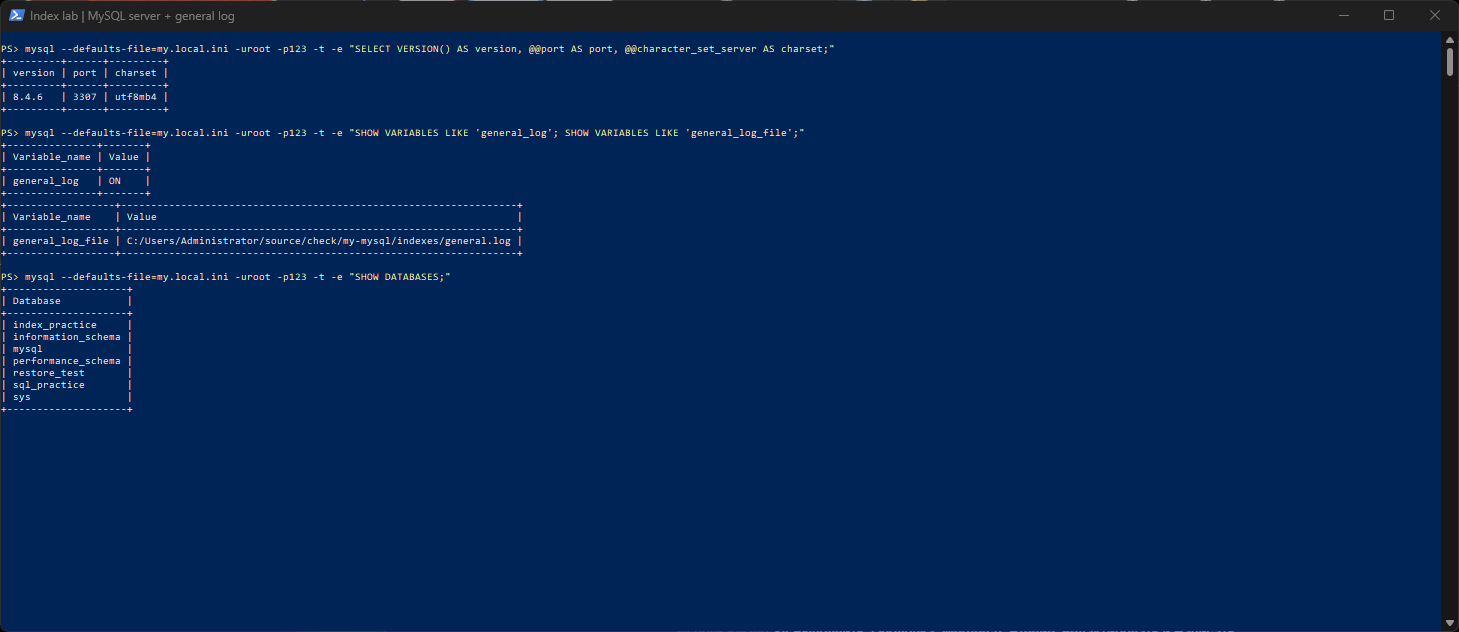 Index lab | MySQL server + general log
PS> mysql --defaults-file=my.local.ini -uroot -p123 -t -e "SELECT VERSION() AS version, @@port AS port, @@character_set_server AS charset;"
+---------+------+---------+
| version | port | charset |
+---------+------+---------+
| 8.4.6   | 3307 | utf8mb4 |
+---------+------+---------+
PS> mysql --defaults-file=my.local.ini -uroot -p123 -t -e "SHOW VARIABLES LIKE 'general_log'; SHOW VARIABLES LIKE 'general_log_file';"
+---------------+-------+
| Variable_name | Value |
+---------------+-------+
| general_log   | ON    |
+---------------+-------+
+------------------+------------------------------------------------------------------+
| Variable_name    | Value                                                            |
+------------------+------------------------------------------------------------------+
| general_log_file | C:/Users/Administrator/source/check/my-mysql/indexes/general.log |
+------------------+------------------------------------------------------------------+
PS> mysql --defaults-file=my.local.ini -uroot -p123 -t -e "SHOW DATABASES;"
+--------------------+
| Database           |
+--------------------+
| index_practice     |
| information_schema |
| mysql              |
| performance_schema |
| restore_test       |
| sql_practice       |
| sys                |
+--------------------+